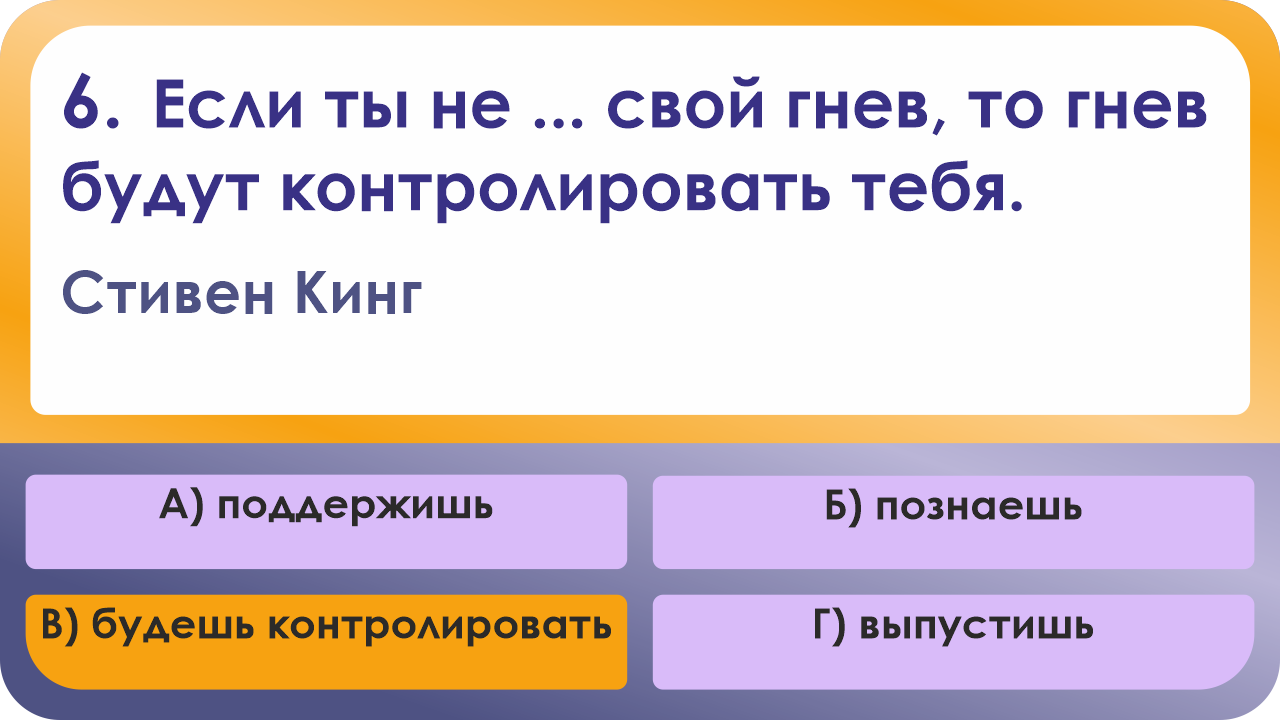 6. Если ты не ... свой гнев, то гнев
будут контролировать тебя.
Стивен Кинг
А) поддержишь
Б) познаешь
В) будешь контролировать
Г) выпустишь